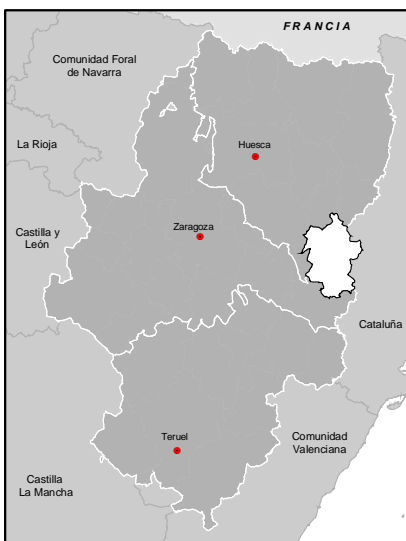 FRANCIA
Comunidad Foral
de Navarra
La Rioja
Huesca
Castilla y
León
Zaragoza
Cataluña
Teruel
Comunidad
Valenciana
Castilla
La Mancha